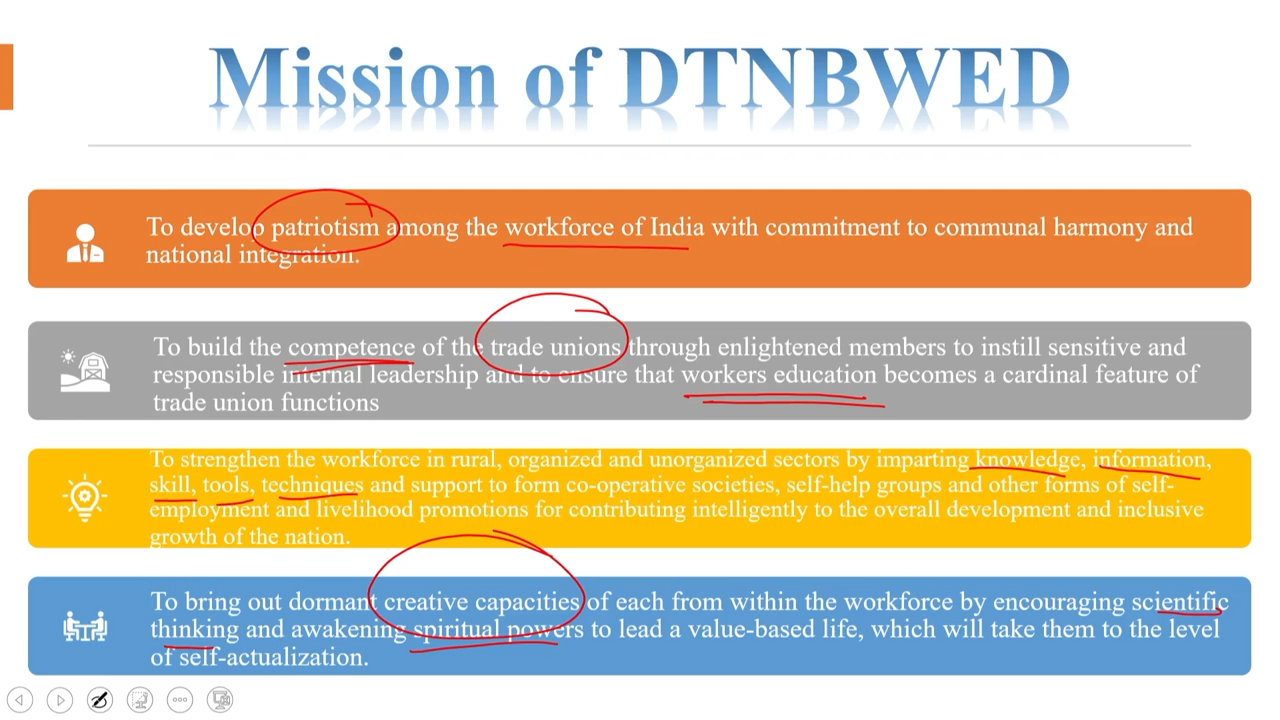 Mission of DTNBWED
To develop patriotism among the workforce of India with commitment to communal harmony and
national integration.
To build the competence of the trade unions through enlightened members to instill sensitive and
responsible internal leadership and to ensure that workers education becomes a cardinal feature of
trade union functions
To strengthen the workforce in rural, organized and unorganized sectors by imparting knowledge, information,
skill, tools, techniques and support to form co-operative societies, self-help groups and other forms of self-
employment and livelihood promotions for contributing intelligently to the overall development and inclusive
growth of the nation.
To bring out dormant creative capacities of each from within the workforce by encouraging scientific
thinking and awakening spiritual powers to lead a value-based life, which will take them to the level
of self-actualization.